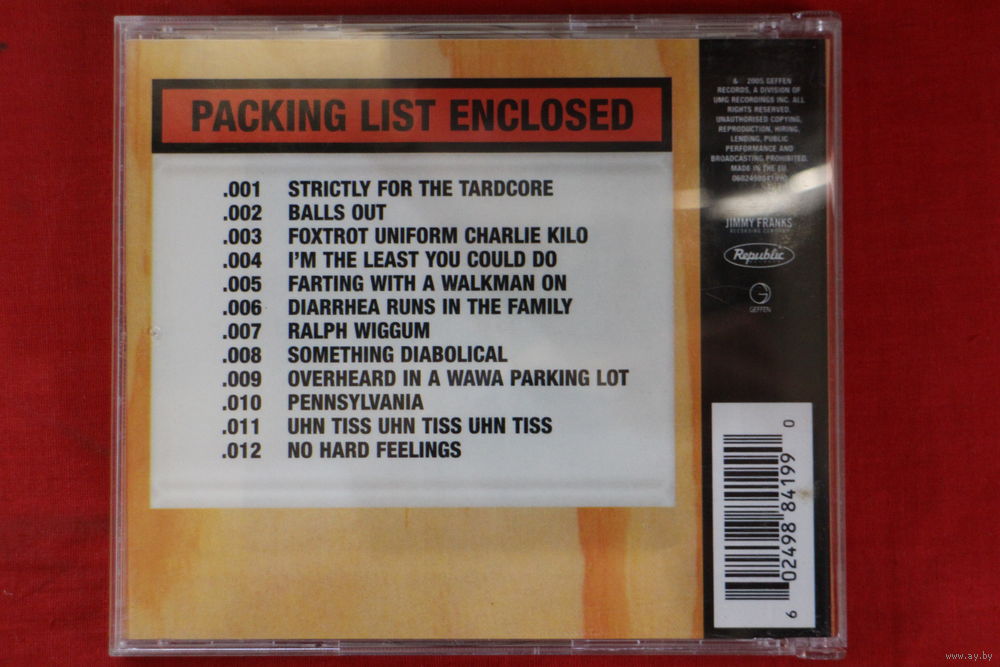 PACKING LIST ENCLOSED
.001 STRICTLY FOR THE TARDCORE
.002 BALLS OUT
.003 FOXTROT UNIFORM CHARLIE KILO
.004 I'M THE LEAST YOU COULD DO
.005 FARTING WITH A WALKMAN ON
.006 DIARRHEA RUNS IN THE FAMILY
.007 RALPH WIGGUM
.008 SOMETHING DIABOLICAL
.009 OVERHEARD IN A WAWA PARKING LOT
.010 PENNSYLVANIA
.011 UHN TISS UHN TISS UHN TISS
.012 NO HARD FEELINGS
& 2005 GEFFEN
RECORDS, A DIVISION OF
UMG RECORDINGS INC. ALL
RIGHTS RESERVED.
UNAUTHORISED COPYING,
REPRODUCTION, HIRING,
LENDING, PUBLIC
PERFORMANCE AND
BROADCASTING PROHIBITED.
MADE IN THE EU
JIMMY FRANKS
RECORDING COMPANY
Republic
GEFFEN
6 02498 84199 0
www.ay.by